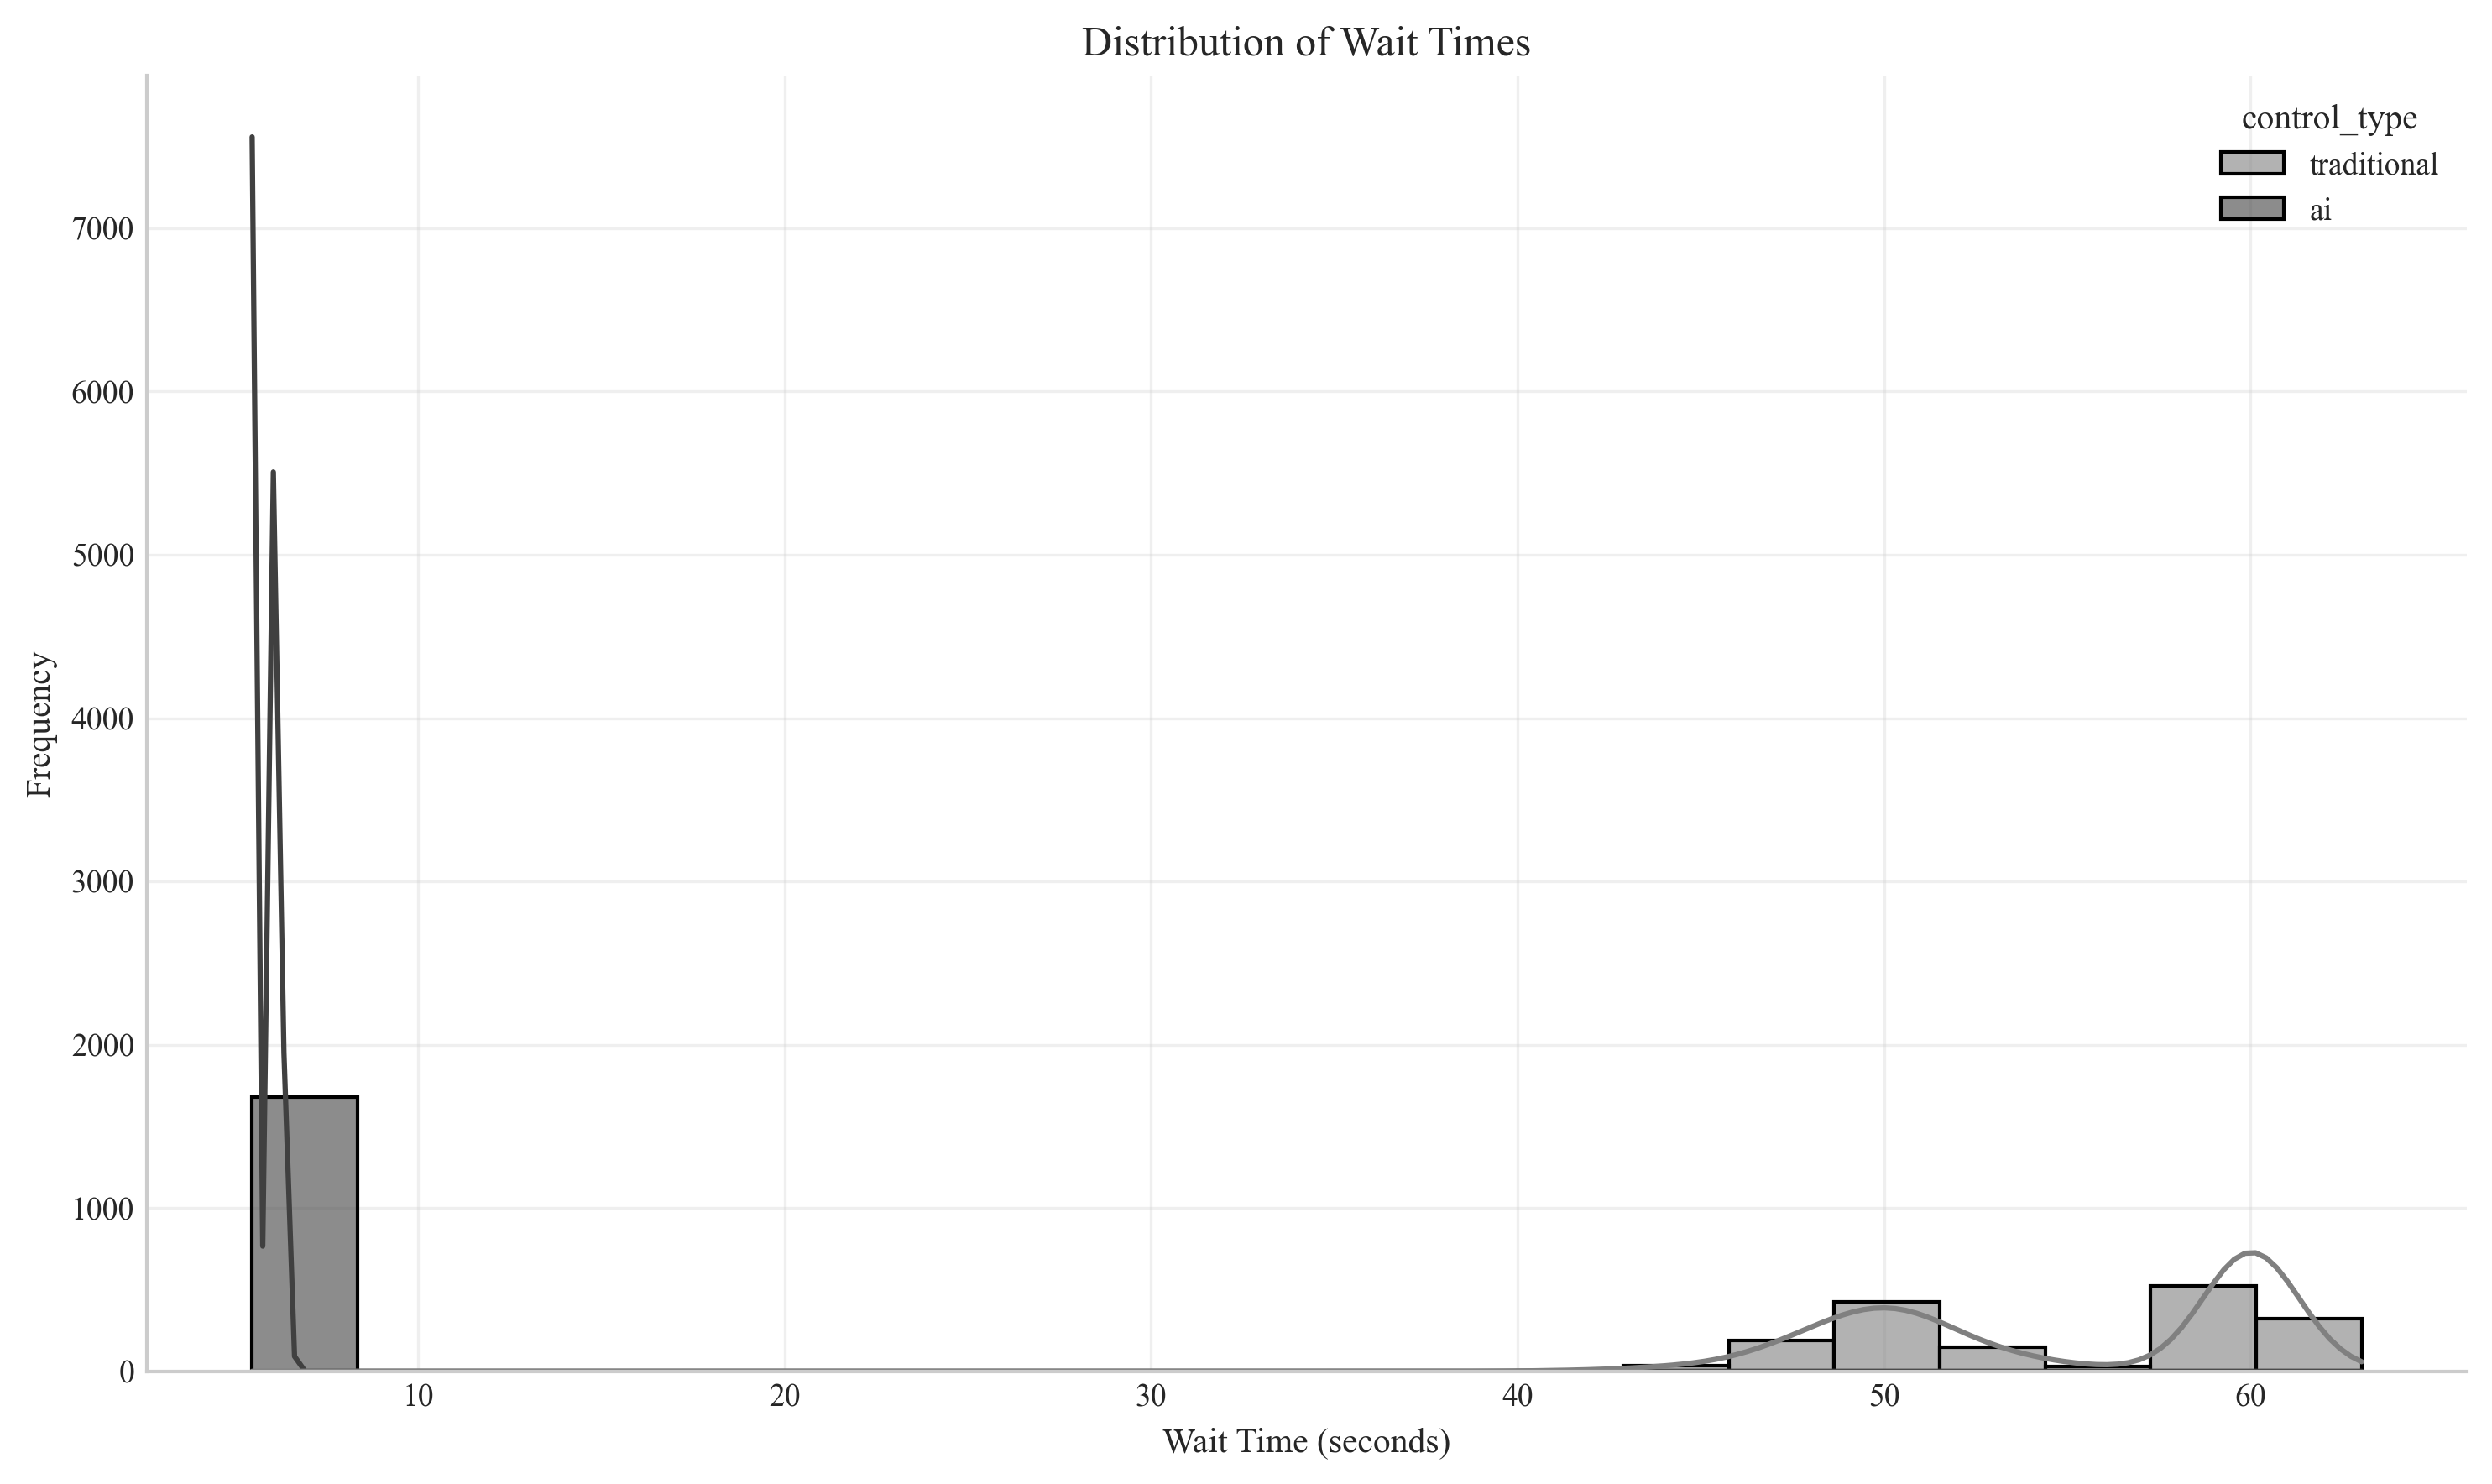 Distribution of Wait Times
control_type
traditional
ai
7000
6000
5000
4000
3000
2000
1000
0
Frequency
10 20 30 40 50 60
Wait Time (seconds)